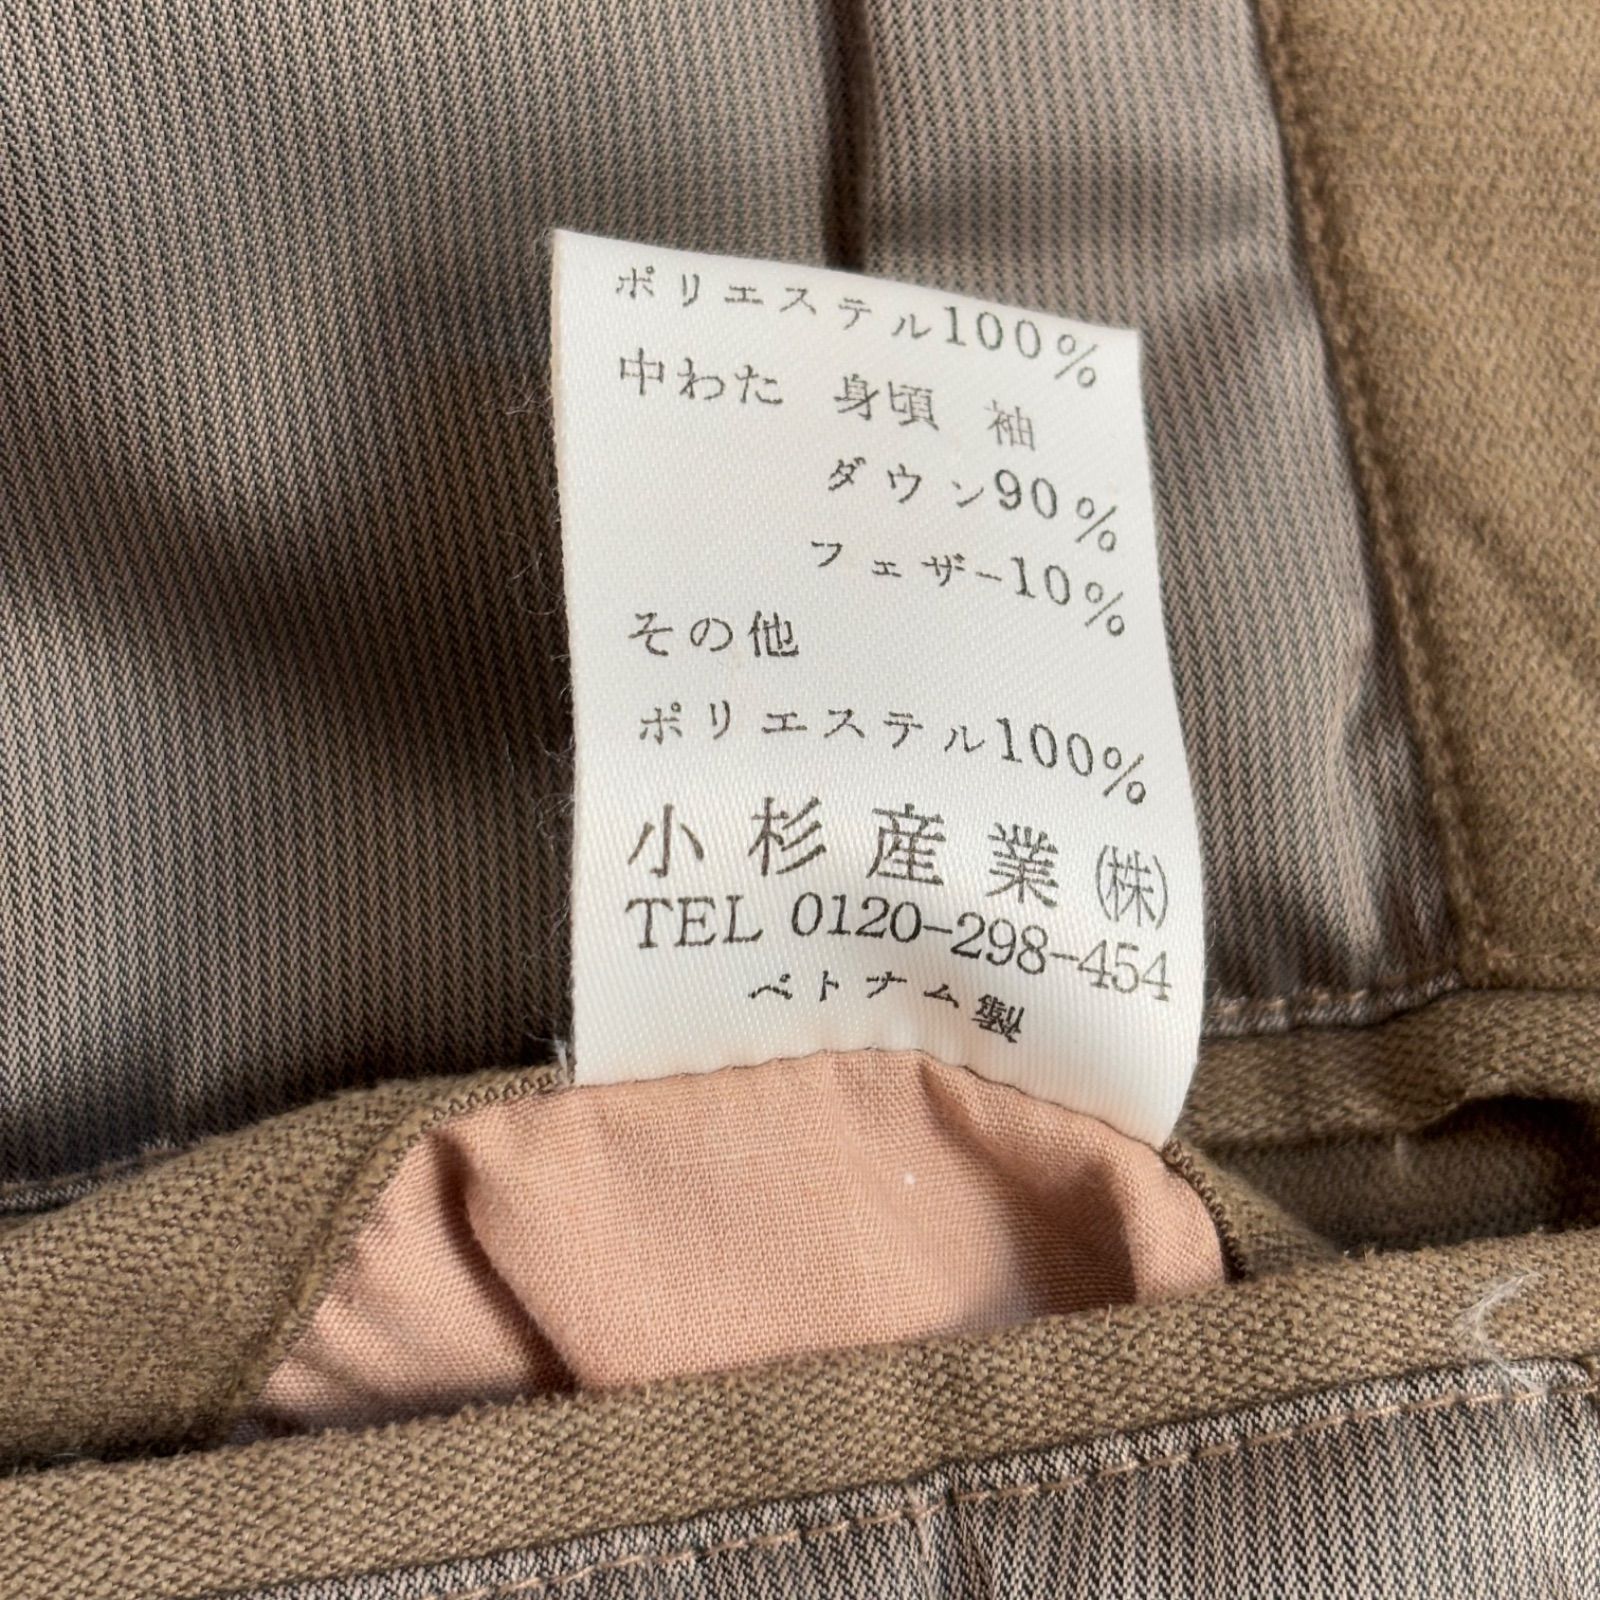 ポリエステル100%
中わた 身頃 袖
ダウン90%
フェザー10%
その他
ポリエステル100%
小杉産業(株)
TEL 0120-298-454
ベトナム製